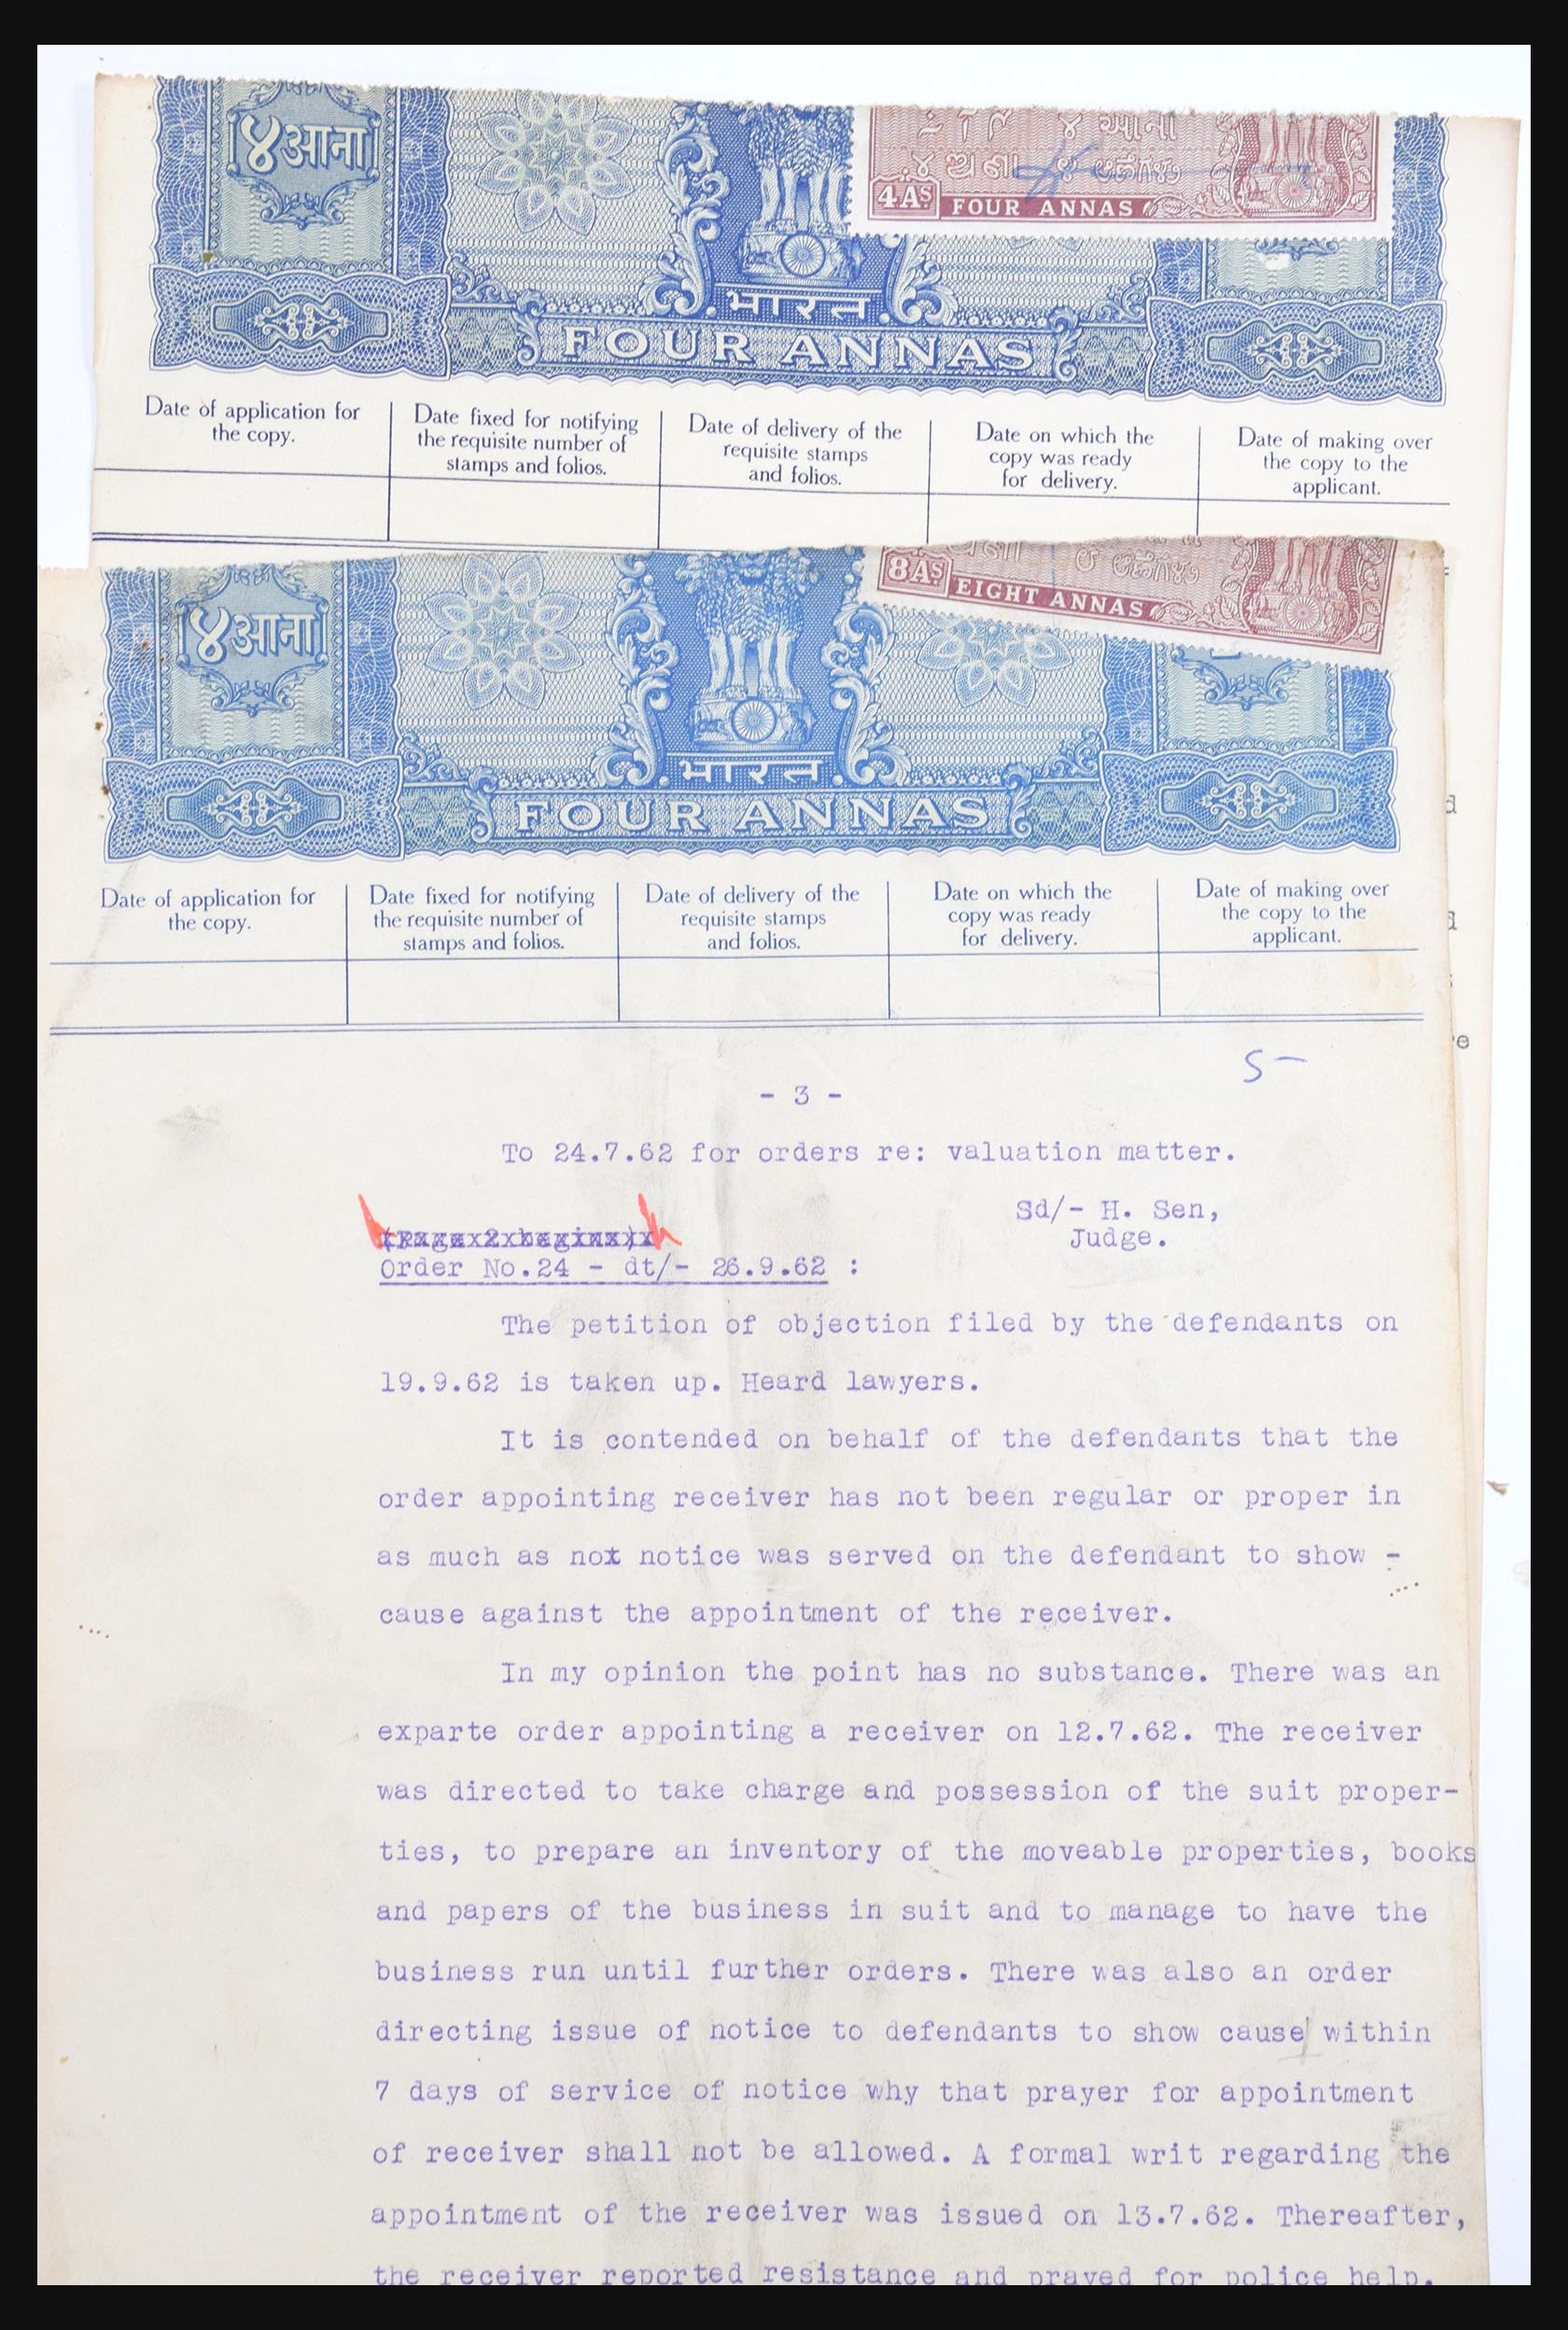 ४आना
४ आना
४ અના
4 AS
FOUR ANNAS
भारत
FOUR ANNAS
Date of application for
the copy.
Date fixed for notifying
the requisite number of
stamps and folios.
Date of delivery of the
requisite stamps
and folios.
Date on which the
copy was ready
for delivery.
Date of making over
the copy to the
applicant.
४आना
8 AS
EIGHT ANNAS
भारत
FOUR ANNAS
Date of application for
the copy.
Date fixed for notifying
the requisite number of
stamps and folios.
Date of delivery of the
requisite stamps
and folios.
Date on which the
copy was ready
for delivery.
Date of making over
the copy to the
applicant.
- 3 -
To 24.7.62 for orders re: valuation matter.
Sd/- H. Sen,
Judge.
Order No.24 - dt/- 26.9.62 :
The petition of objection filed by the defendants on
19.9.62 is taken up. Heard lawyers.
It is contended on behalf of the defendants that the
order appointing receiver has not been regular or proper in
as much as no notice was served on the defendant to show -
cause against the appointment of the receiver.
In my opinion the point has no substance. There was an
exparte order appointing a receiver on 12.7.62. The receiver
was directed to take charge and possession of the suit proper-
ties, to prepare an inventory of the moveable properties, books
and papers of the business in suit and to manage to have the
business run until further orders. There was also an order
directing issue of notice to defendants to show cause within
7 days of service of notice why that prayer for appointment
of receiver shall not be allowed. A formal writ regarding the
appointment of the receiver was issued on 13.7.62. Thereafter,
the receiver reported resistance and prayed for police help.